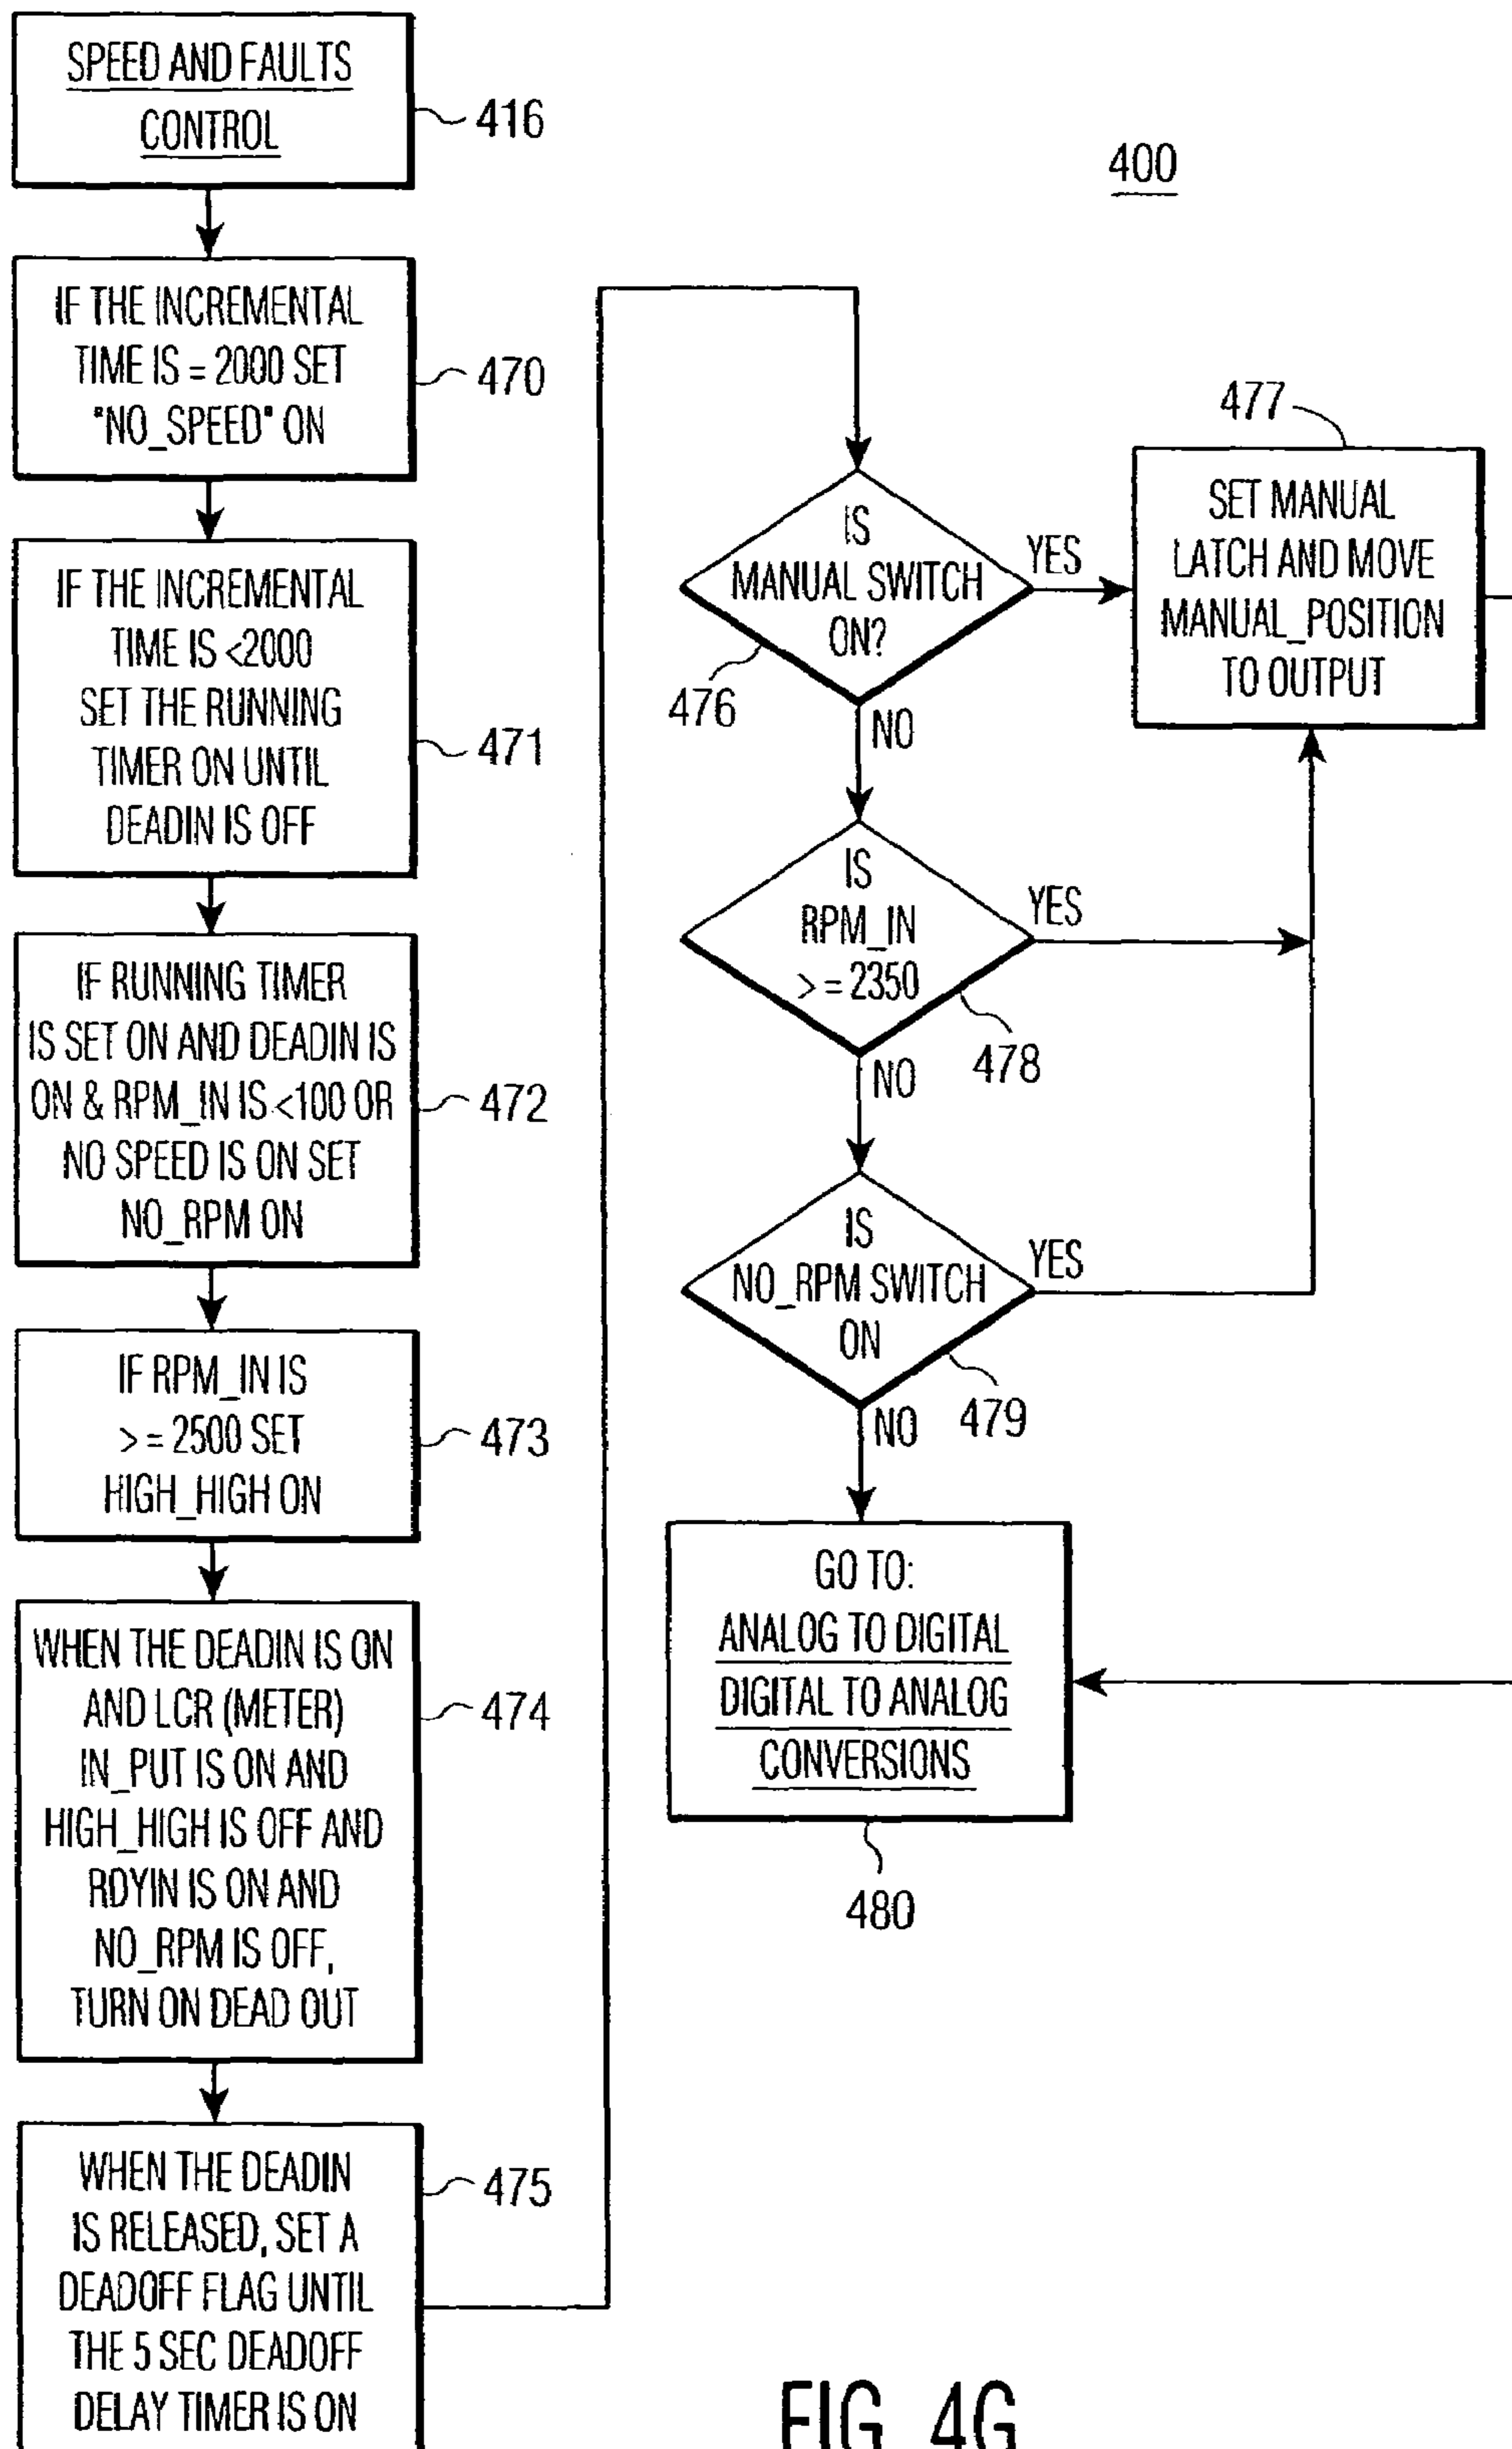 SPEED AND FAULTS
CONTROL
416
IF THE INCREMENTAL
TIME IS = 2000 SET
"NO_SPEED" ON
470
IF THE INCREMENTAL
TIME IS <2000
SET THE RUNNING
TIMER ON UNTIL
DEADIN IS OFF
471
IF RUNNING TIMER
IS SET ON AND DEADIN IS
ON & RPM_IN IS <100 OR
NO SPEED IS ON SET
NO_RPM ON
472
IF RPM_IN IS
> = 2500 SET
HIGH_HIGH ON
473
WHEN THE DEADIN IS ON
AND LCR (METER)
IN_PUT IS ON AND
HIGH_HIGH IS OFF AND
RDYIN IS ON AND
NO_RPM IS OFF,
TURN ON DEAD OUT
474
WHEN THE DEADIN
IS RELEASED, SET A
DEADOFF FLAG UNTIL
THE 5 SEC DEADOFF
DELAY TIMER IS ON
475
400
IS
MANUAL SWITCH
ON?
476
YES
NO
477
SET MANUAL
LATCH AND MOVE
MANUAL_POSITION
TO OUTPUT
IS
RPM_IN
> = 2350
478
YES
NO
IS
NO_RPM SWITCH
ON
479
YES
NO
GO TO:
ANALOG TO DIGITAL
DIGITAL TO ANALOG
CONVERSIONS
480
FIG. 4G